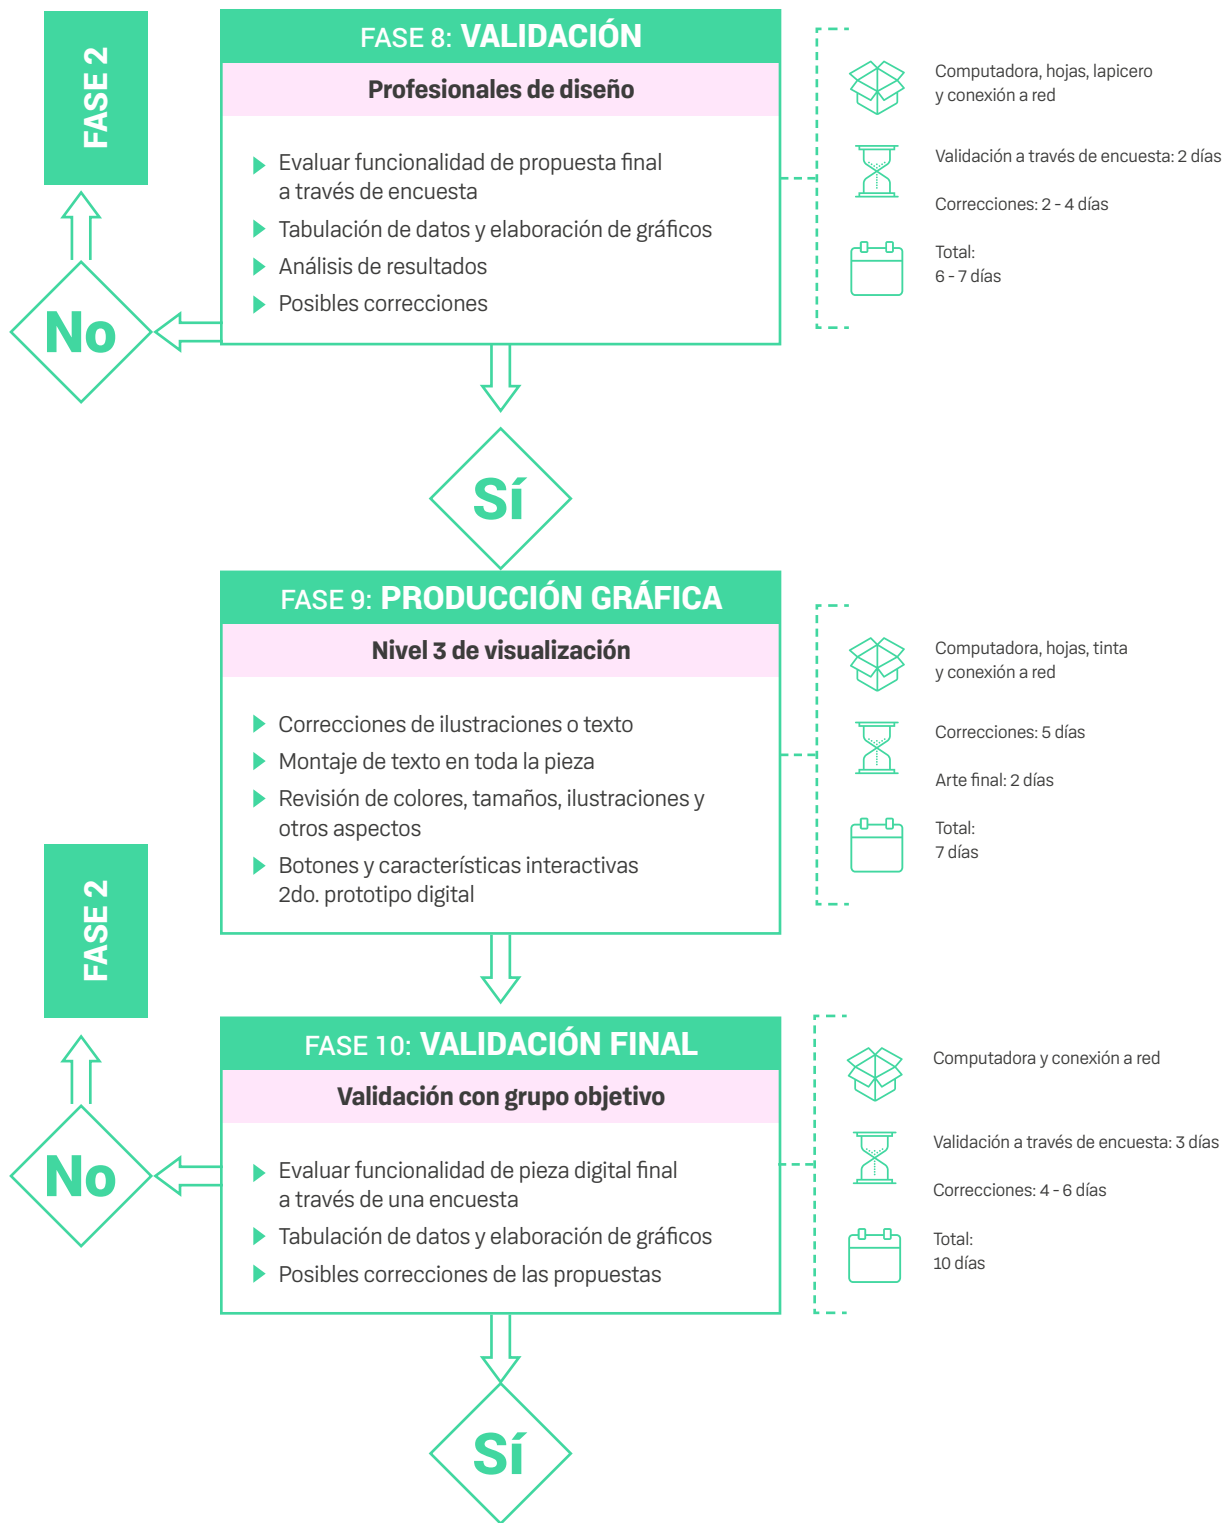 FASE 2
FASE 8: VALIDACIÓN
Profesionales de diseño
Evaluar funcionalidad de propuesta final
a través de encuesta
Tabulación de datos y elaboración de gráficos
Análisis de resultados
Posibles correcciones
Computadora, hojas, lapicero
y conexión a red
Validación a través de encuesta: 2 días
Correcciones: 2 - 4 días
Total:
6 - 7 días
No
Sí
FASE 9: PRODUCCIÓN GRÁFICA
Nivel 3 de visualización
Correcciones de ilustraciones o texto
Montaje de texto en toda la pieza
Revisión de colores, tamaños, ilustraciones y
otros aspectos
Botones y características interactivas
2do. prototipo digital
Computadora, hojas, tinta
y conexión a red
Correcciones: 5 días
Arte final: 2 días
Total:
7 días
FASE 2
FASE 10: VALIDACIÓN FINAL
Validación con grupo objetivo
Evaluar funcionalidad de pieza digital final
a través de una encuesta
Tabulación de datos y elaboración de gráficos
Posibles correcciones de las propuestas
Computadora y conexión a red
Validación a través de encuesta: 3 días
Correcciones: 4 - 6 días
Total:
10 días
No
Sí